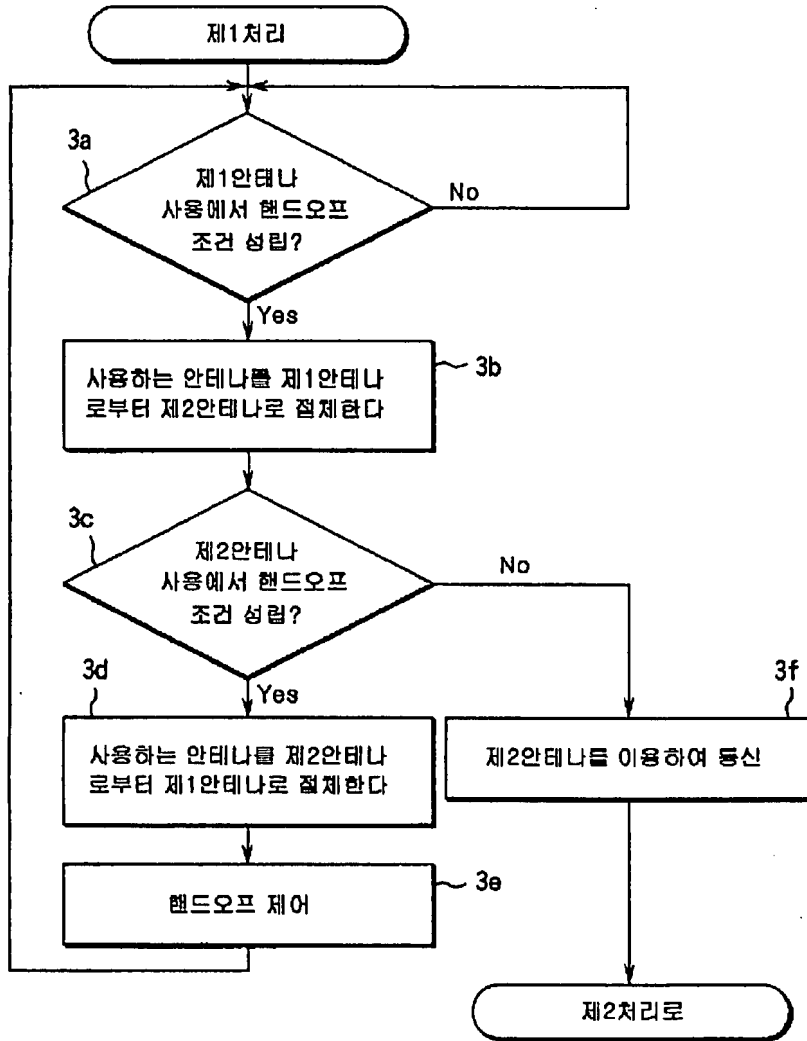 제1처리
3a
제1안테나
사용에서 핸드오프
조건 성립?
No
Yes
사용하는 안테나를 제1안테나
로부터 제2안테나로 절체한다
3b
3c
제2안테나
사용에서 핸드오프
조건 성립?
No
Yes
3d
사용하는 안테나를 제2안테나
로부터 제1안테나로 절체한다
3f
제2안테나를 이용하여 통신
핸드오프 제어
3e
제2처리로